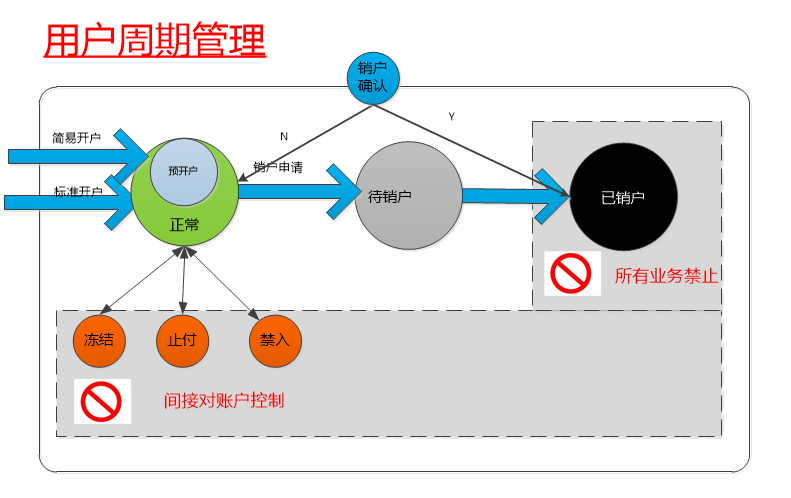 用户周期管理
销户
确认
简易开户
N
Y
预开户
销户申请
标准开户
待销户
已销户
正常
所有业务禁止
冻结
止付
禁入
间接对账户控制